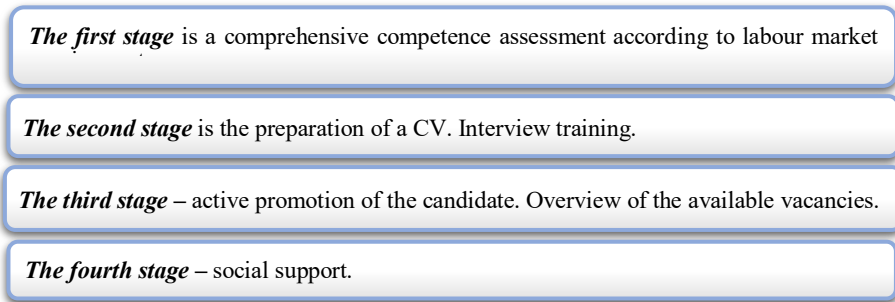 The first stage is a comprehensive competence assessment according to labour market
The second stage is the preparation of a CV. Interview training.
The third stage – active promotion of the candidate. Overview of the available vacancies.
The fourth stage – social support.